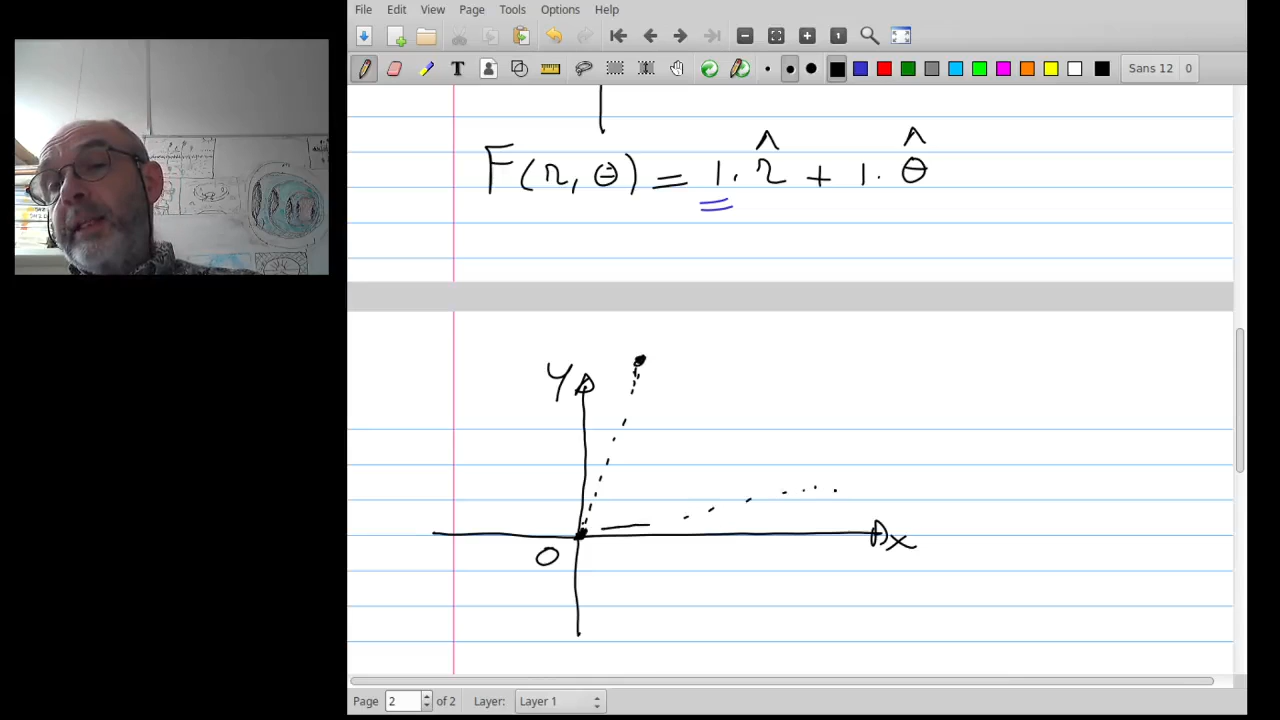 File Edit View Page Tools Options Help
Sans 12 0
F(r, θ) = 1. r̂ + 1. θ̂
Y
O
x
Page 2 of 2 Layer: Layer 1